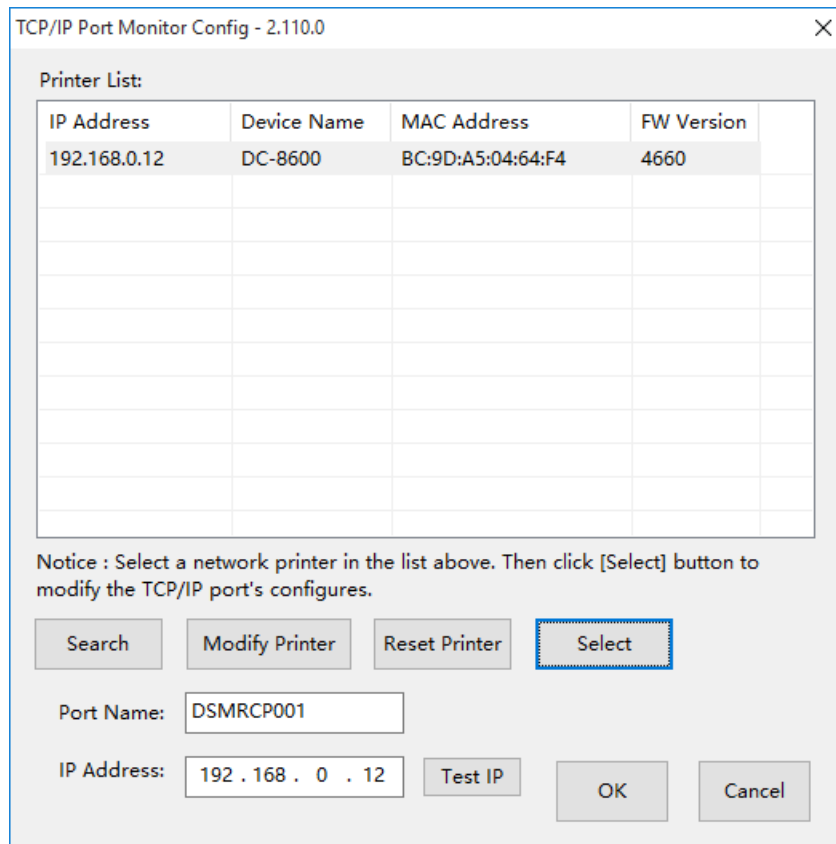 TCP/IP Port Monitor Config - 2.110.0
Printer List:
IP Address Device Name MAC Address FW Version
192.168.0.12 DC-8600 BC:9D:A5:04:64:F4 4660
Notice : Select a network printer in the list above. Then click [Select] button to
modify the TCP/IP port's configures.
Search Modify Printer Reset Printer Select
Port Name: DSMRCP001
IP Address: 192 . 168 . 0 . 12 Test IP OK Cancel